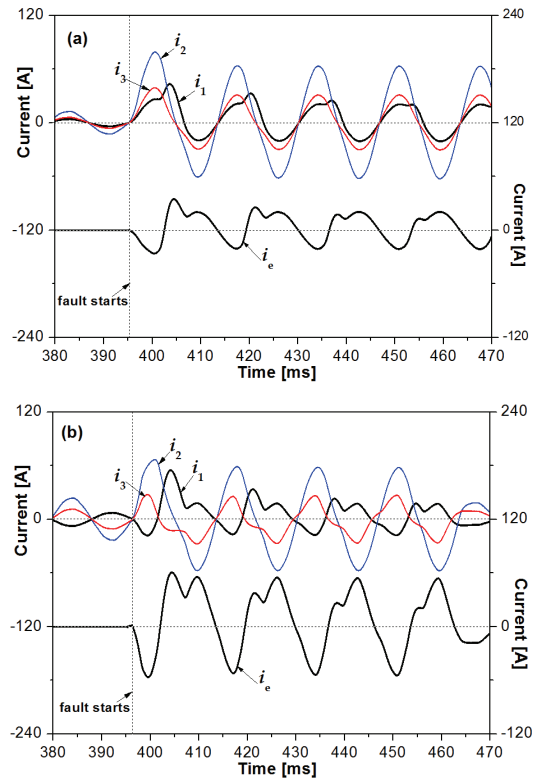 (a)
Current [A]
120
0
-120
-240
i2
i3
i1
ie
fault starts
240
120
0
-120
Current [A]
380 390 400 410 420 430 440 450 460 470
Time [ms]
(b)
Current [A]
120
0
-120
-240
i2
i3
i1
ie
fault starts
240
120
0
-120
Current [A]
380 390 400 410 420 430 440 450 460 470
Time [ms]